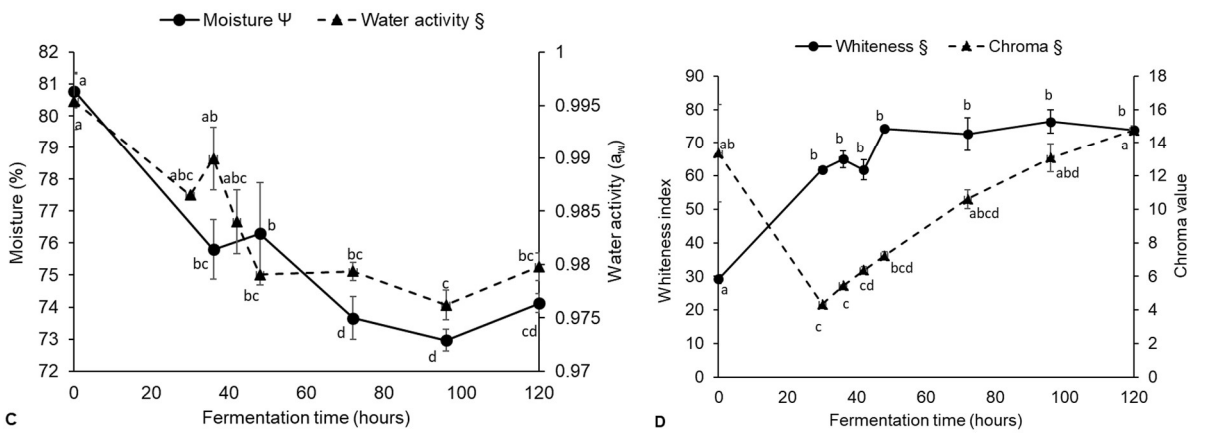 Moisture Ψ Water activity §
82
81
80
79
78
77
76
75
74
73
72
Moisture (%)
a
a
abc
ab
abc
bc
b
bc
bc
d
c
d
bc
cd
1
0.995
0.99
0.985
0.98
0.975
0.97
Water activity (aw)
0 20 40 60 80 100 120
Fermentation time (hours)
C
Whiteness § Chroma §
90
80
70
60
50
40
30
20
10
0
Whiteness index
ab
a
b
b
b
b
b
b
b
a
c
c
cd
bcd
abcd
abd
18
16
14
12
10
8
6
4
2
0
Chroma value
0 20 40 60 80 100 120
Fermentation time (hours)
D